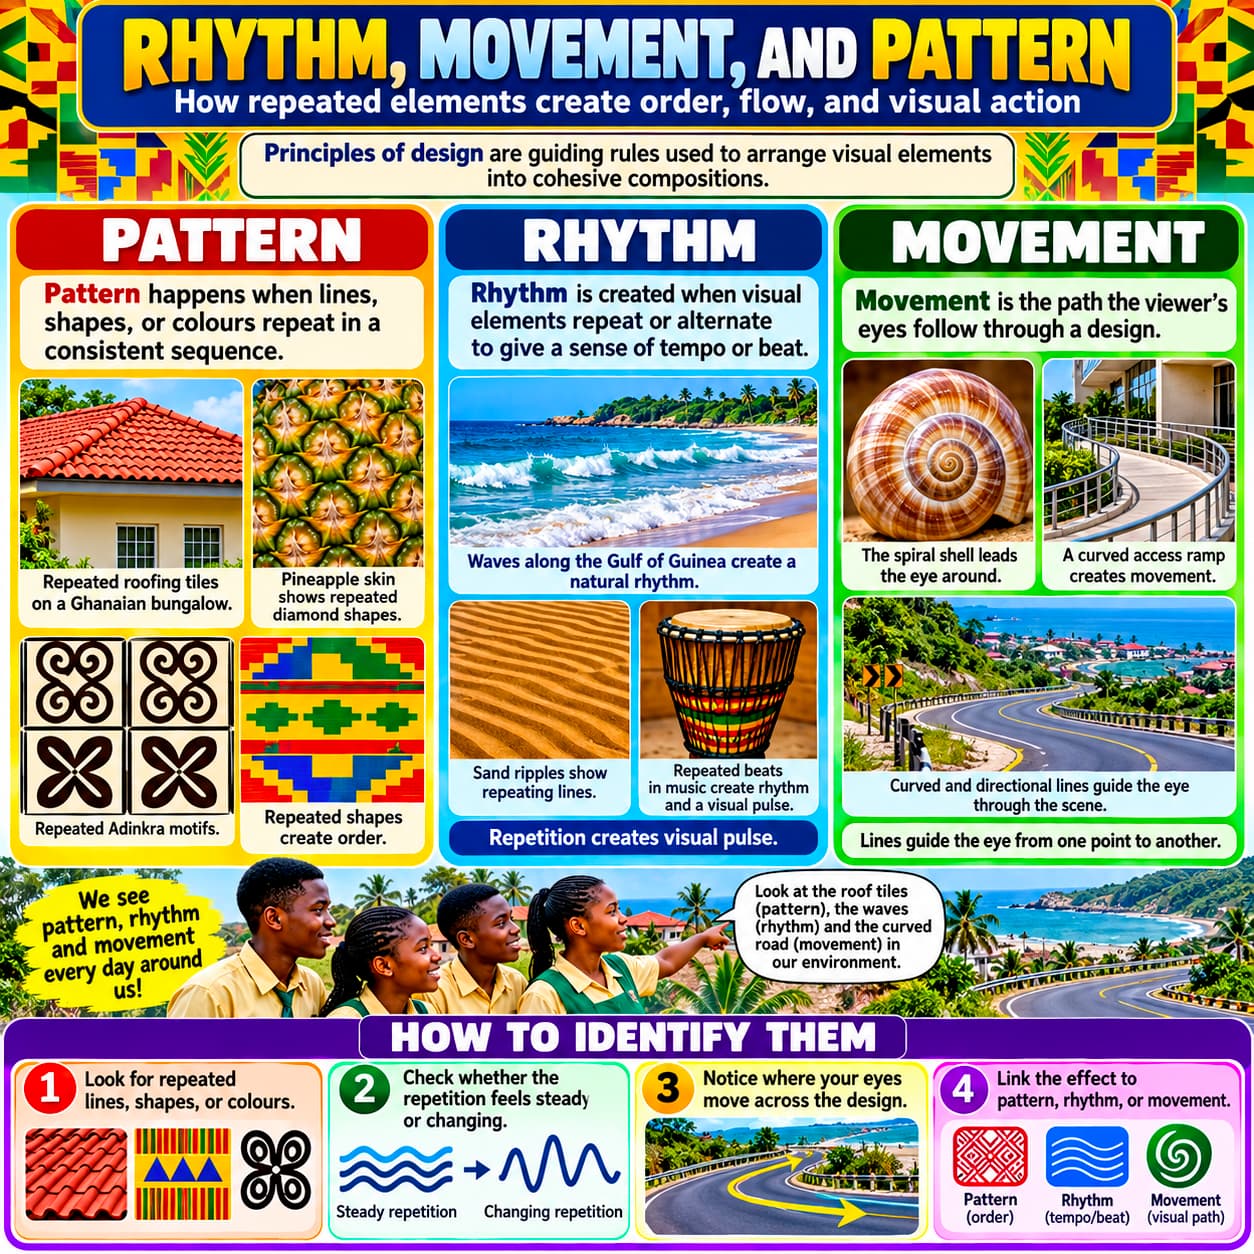 RHYTHM, MOVEMENT, AND PATTERN
How repeated elements create order, flow, and visual action
Principles of design are guiding rules used to arrange visual elements
into cohesive compositions.
PATTERN
Pattern happens when lines,
shapes, or colours repeat in a
consistent sequence.
Repeated roofing tiles
on a Ghanaian bungalow.
Pineapple skin
shows repeated
diamond shapes.
Repeated Adinkra motifs.
Repeated shapes
create order.
RHYTHM
Rhythm is created when visual
elements repeat or alternate
to give a sense of tempo or beat.
Waves along the Gulf of Guinea create a
natural rhythm.
Sand ripples show
repeating lines.
Repeated beats
in music create rhythm
and a visual pulse.
Repetition creates visual pulse.
MOVEMENT
Movement is the path the viewer's
eyes follow through a design.
The spiral shell leads
the eye around.
A curved access ramp
creates movement.
Curved and directional lines guide the eye
through the scene.
Lines guide the eye from one point to another.
We see
pattern, rhythm
and movement
every day around
us!
Look at the roof tiles
(pattern), the waves
(rhythm) and the curved
road (movement) in
our environment.
HOW TO IDENTIFY THEM
1
Look for repeated
lines, shapes, or colours.
2
Check whether the
repetition feels steady
or changing.
Steady repetition
Changing repetition
3
Notice where your eyes
move across the design.
4
Link the effect to
pattern, rhythm, or movement.
Pattern
(order)
Rhythm
(tempo/beat)
Movement
(visual path)